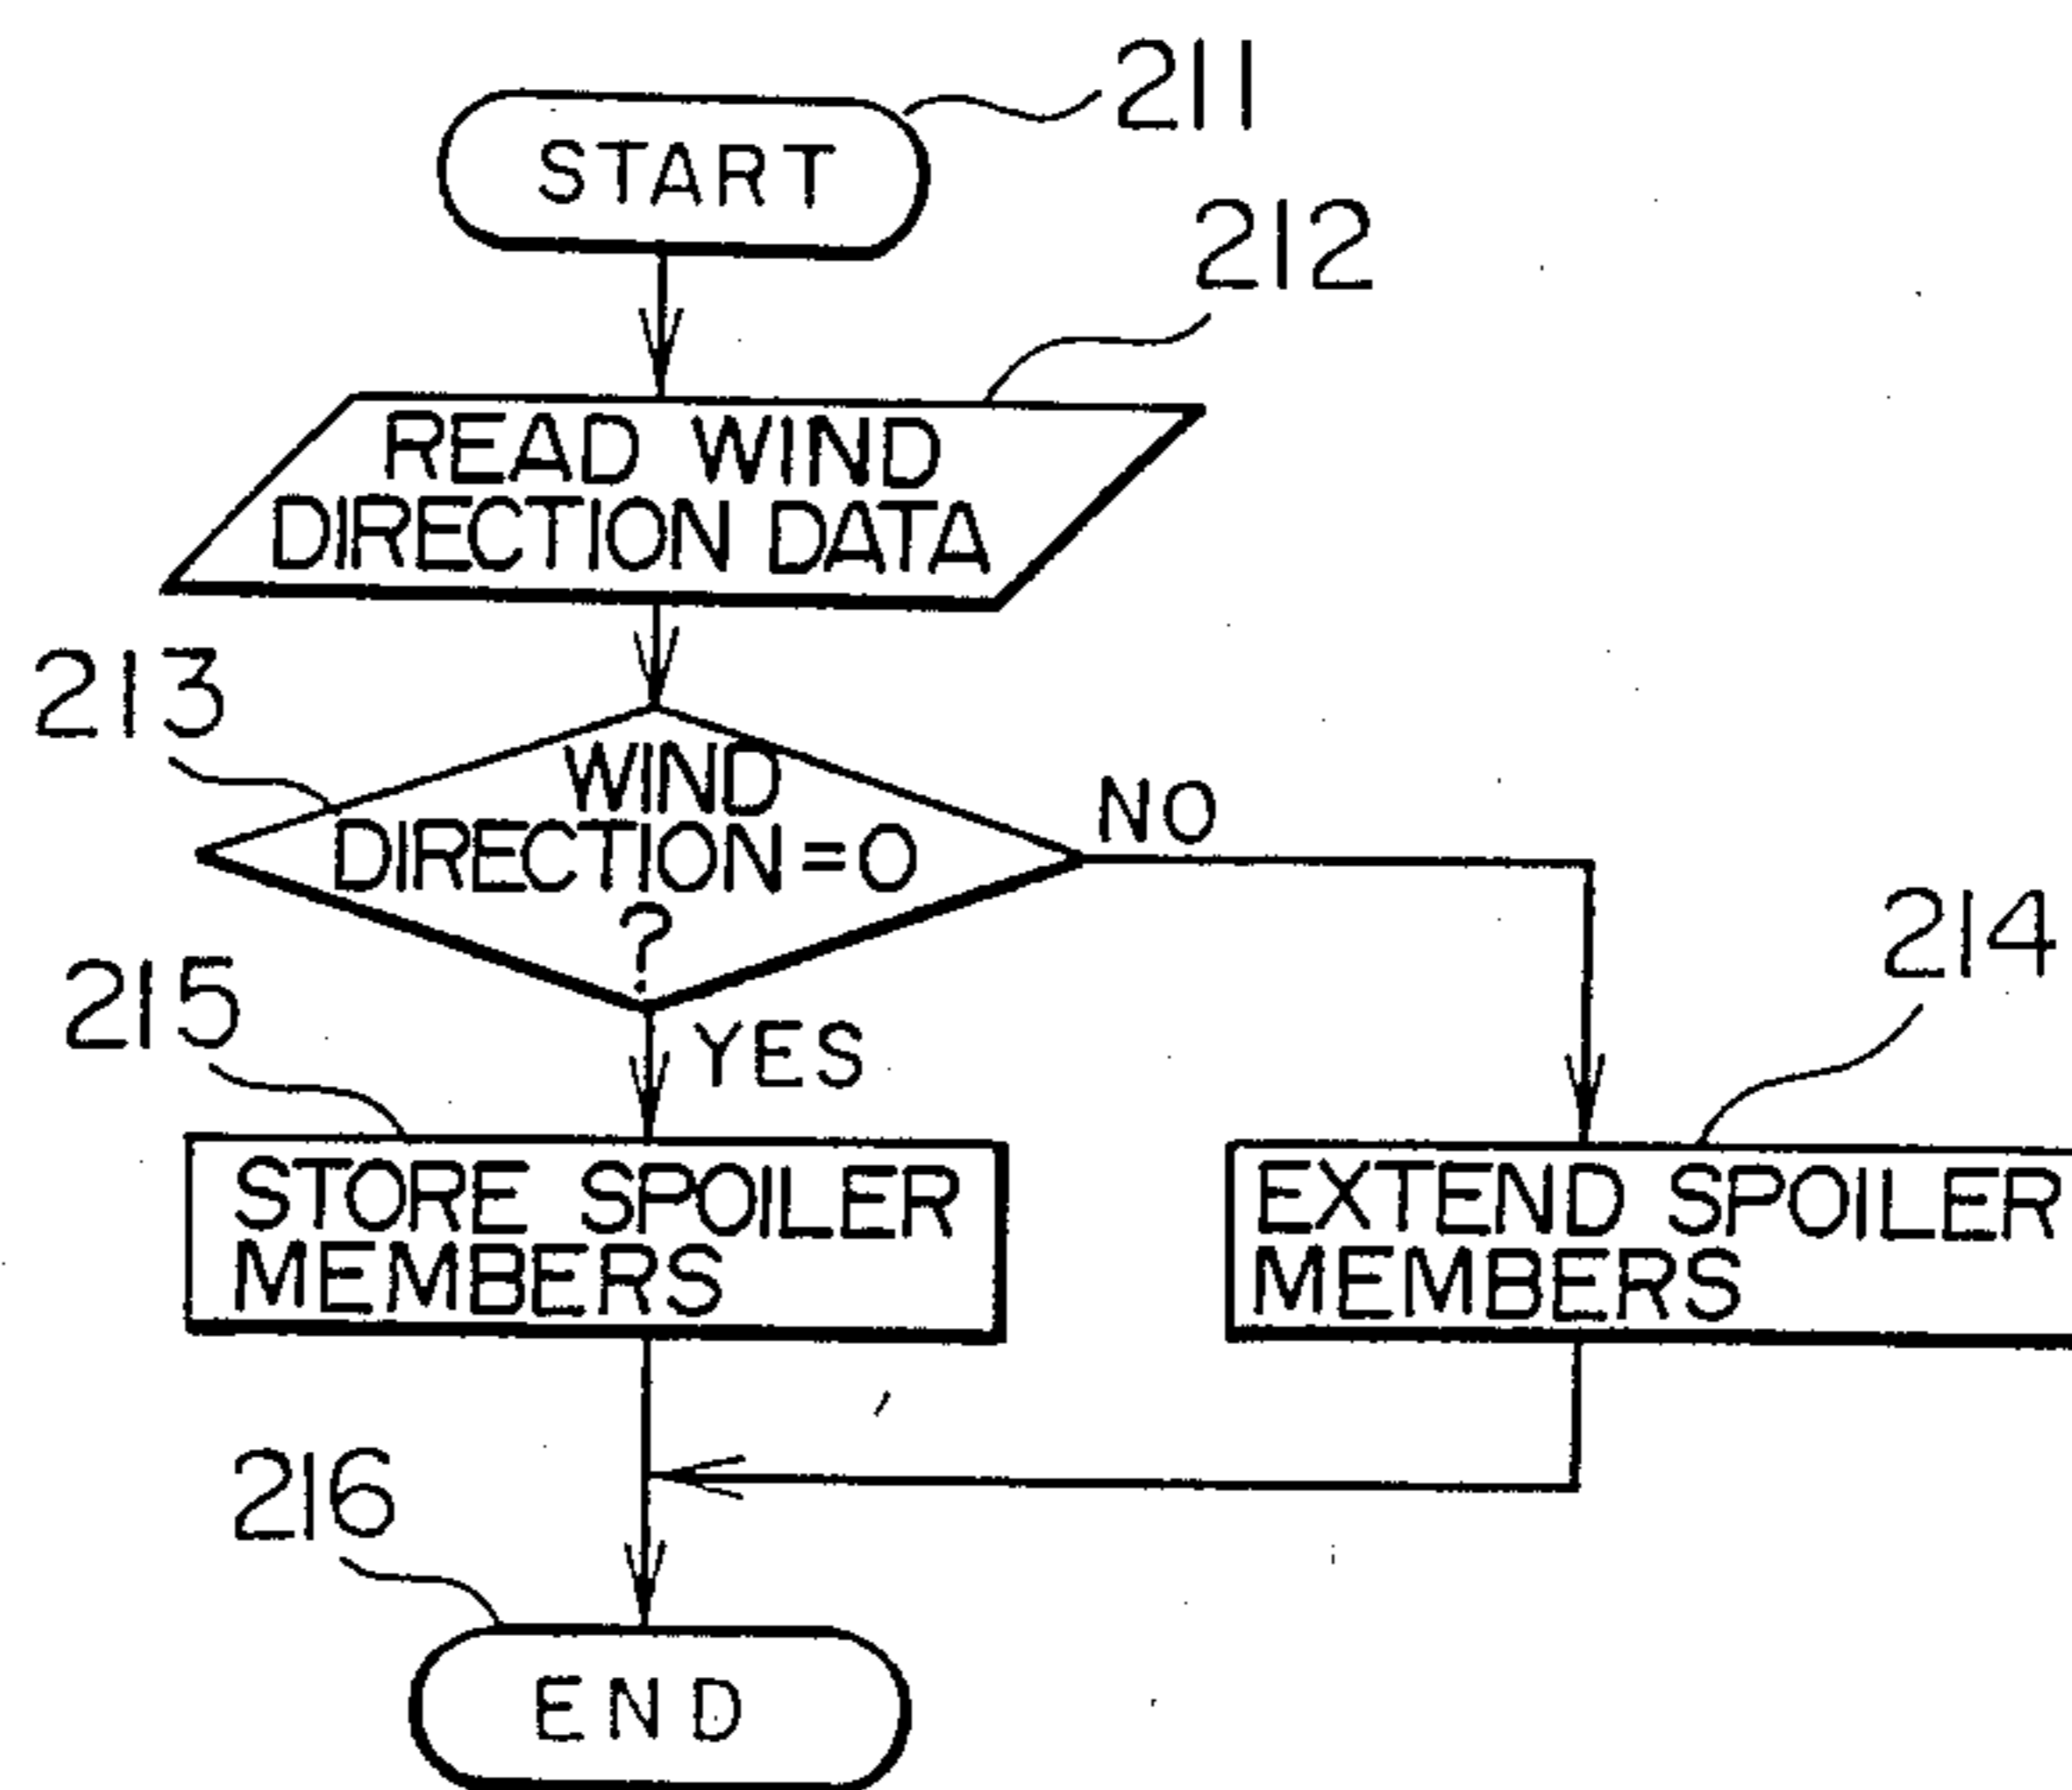 211
START
212
READ WIND
DIRECTION DATA
213
WIND
DIRECTION=0
?
NO
YES
214
215
STORE SPOILER
MEMBERS
EXTEND SPOILER
MEMBERS
216
END